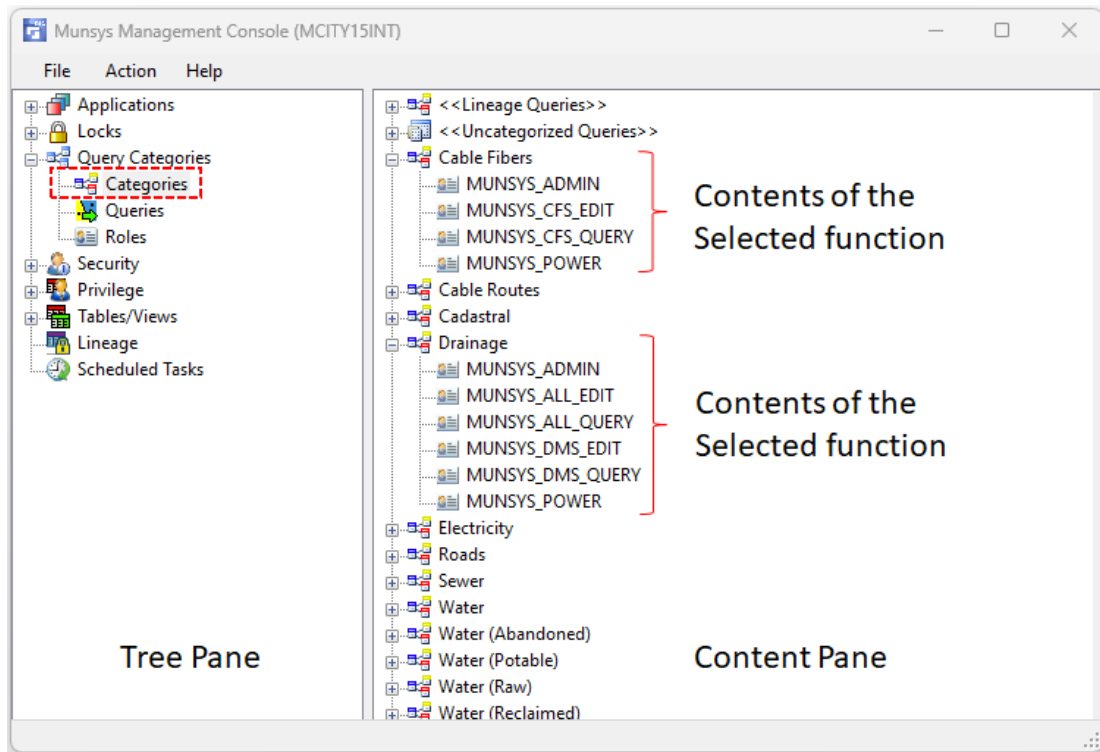 Munsys Management Console (MCITY15INT)
File Action Help
Applications
Locks
Query Categories
Categories
Queries
Roles
Security
Privilege
Tables/Views
Lineage
Scheduled Tasks
Tree Pane
<<Lineage Queries>>
<<Uncategorized Queries>>
Cable Fibers
MUNSYS_ADMIN
MUNSYS_CFS_EDIT
MUNSYS_CFS_QUERY
MUNSYS_POWER
Cable Routes
Cadastral
Drainage
MUNSYS_ADMIN
MUNSYS_ALL_EDIT
MUNSYS_ALL_QUERY
MUNSYS_DMS_EDIT
MUNSYS_DMS_QUERY
MUNSYS_POWER
Electricity
Roads
Sewer
Water
Water (Abandoned)
Water (Potable)
Water (Raw)
Water (Reclaimed)
Contents of the
Selected function
Contents of the
Selected function
Content Pane